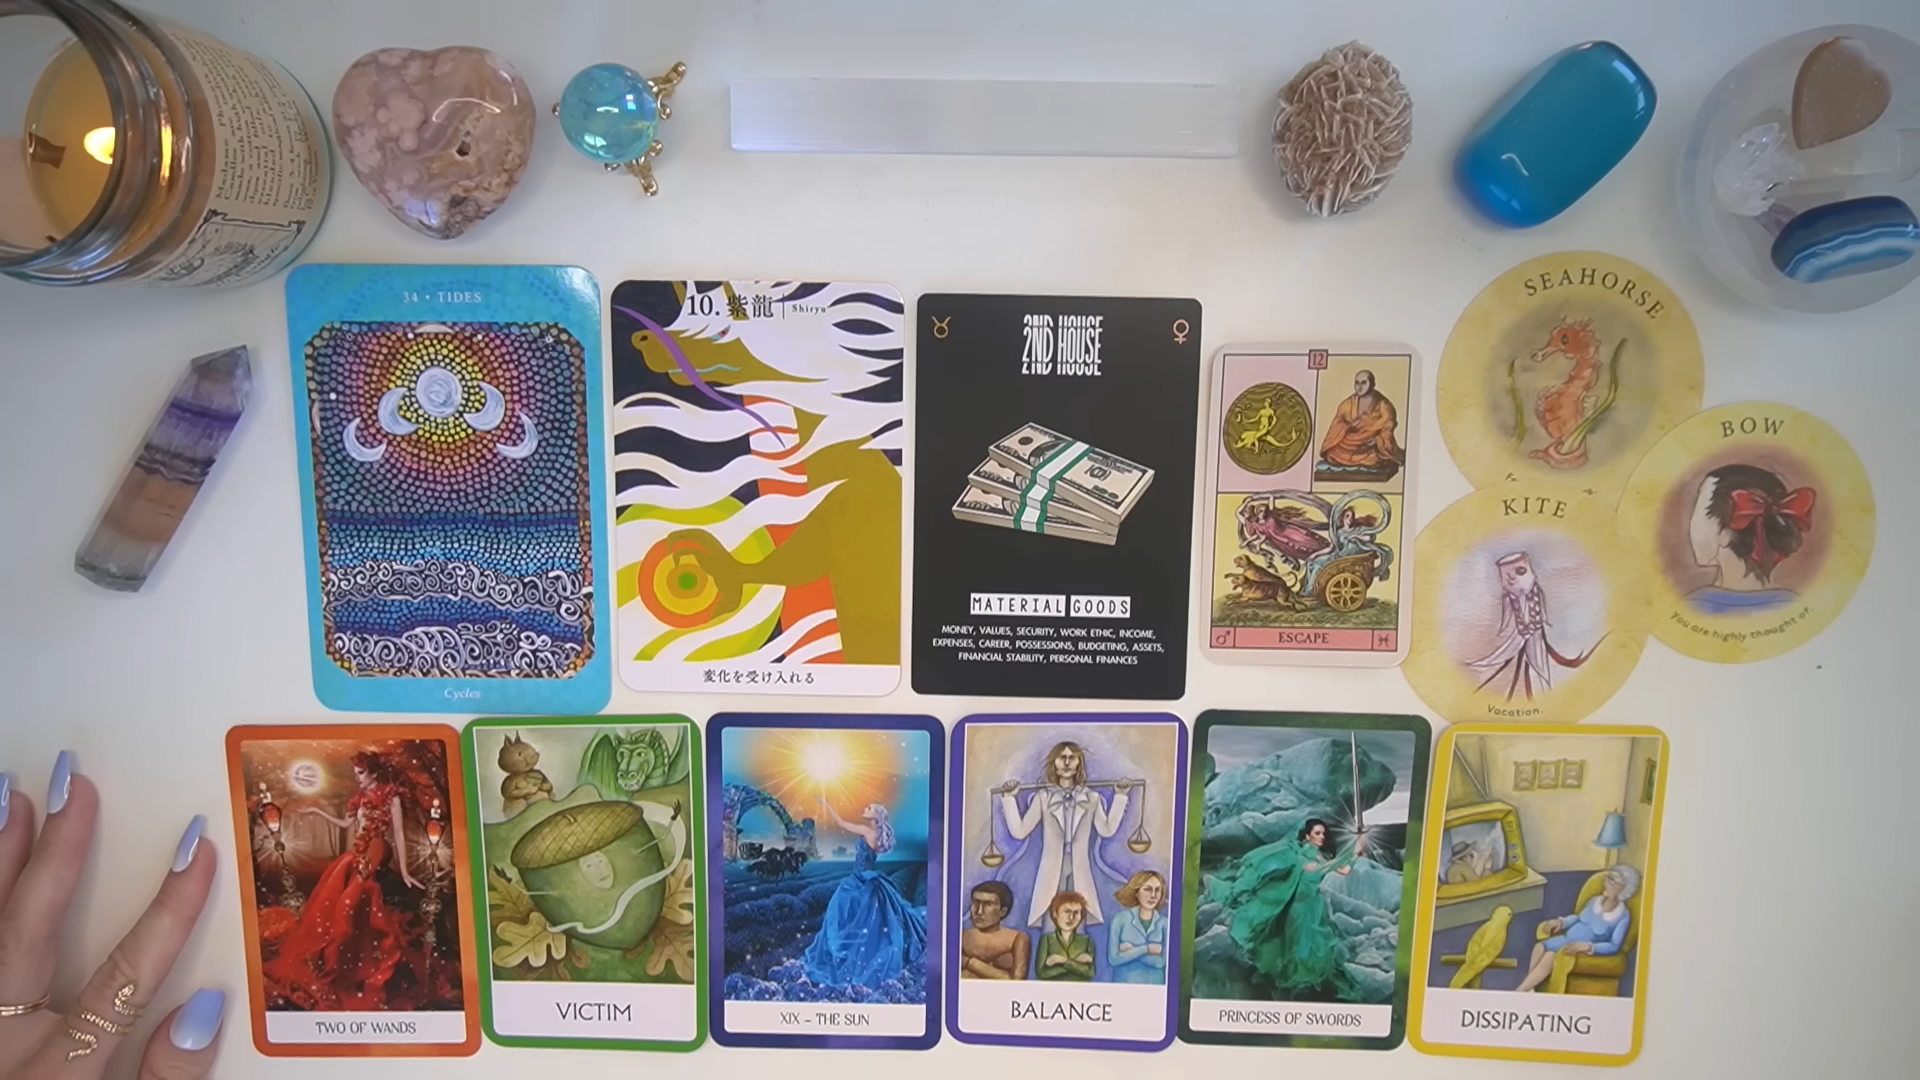 34 • TIDES
Cycles
10. 紫龍 | Shiryu
変化を受け入れる
2ND HOUSE
MATERIAL GOODS
MONEY, VALUES, SECURITY, WORK ETHIC, INCOME,
EXPENSES, CAREER, POSSESSIONS, BUDGETING, ASSETS,
FINANCIAL STABILITY, PERSONAL FINANCES
12
ESCAPE
SEAHORSE
KITE
Vacation.
BOW
You are highly thought of.
TWO OF WANDS
VICTIM
XIX – THE SUN
BALANCE
PRINCESS OF SWORDS
DISSIPATING